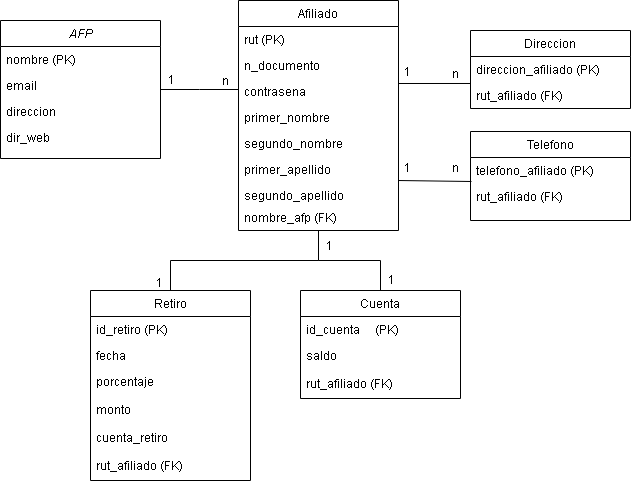 AFP
nombre (PK)
email
direccion
dir_web
1
n
Afiliado
rut (PK)
n_documento
contrasena
primer_nombre
segundo_nombre
primer_apellido
segundo_apellido
nombre_afp (FK)
1
n
Direccion
direccion_afiliado (PK)
rut_afiliado (FK)
1
n
Telefono
telefono_afiliado (PK)
rut_afiliado (FK)
1
1
1
Retiro
id_retiro (PK)
fecha
porcentaje
monto
cuenta_retiro
rut_afiliado (FK)
Cuenta
id_cuenta (PK)
saldo
rut_afiliado (FK)